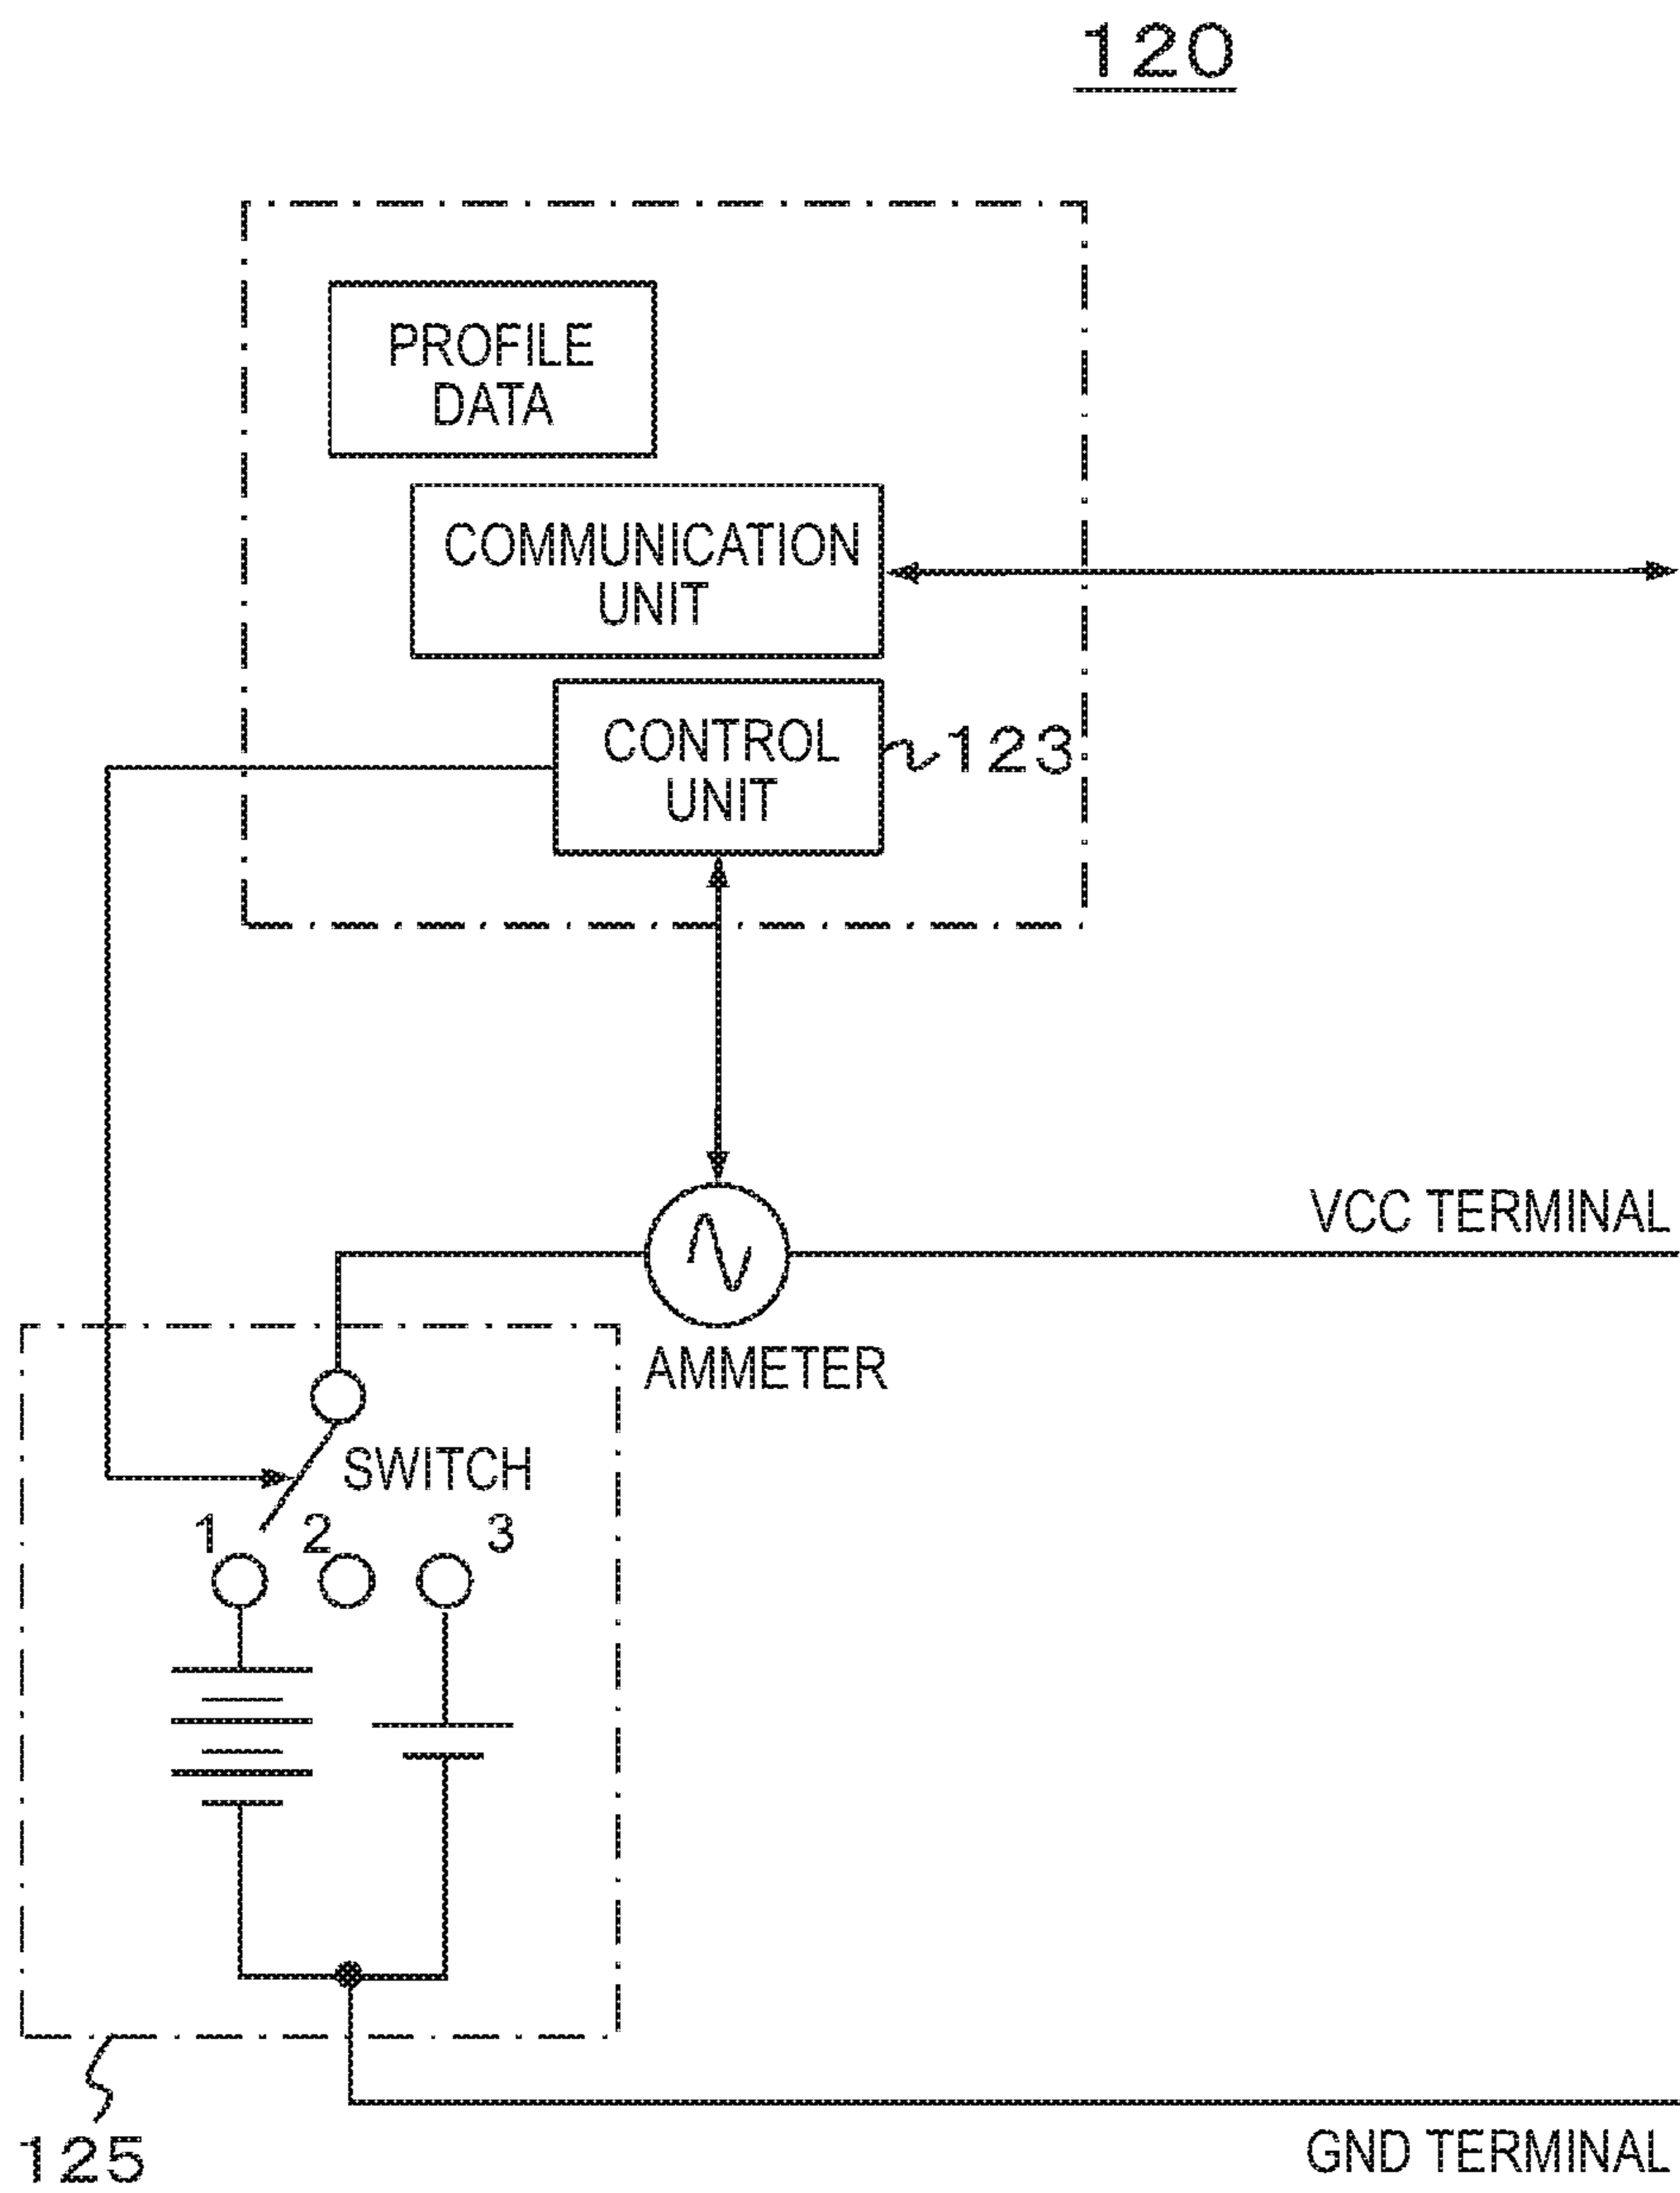 120
PROFILE
DATA
COMMUNICATION
UNIT
CONTROL
UNIT
123
VCC TERMINAL
AMMETER
SWITCH
1 2 3
125
GND TERMINAL